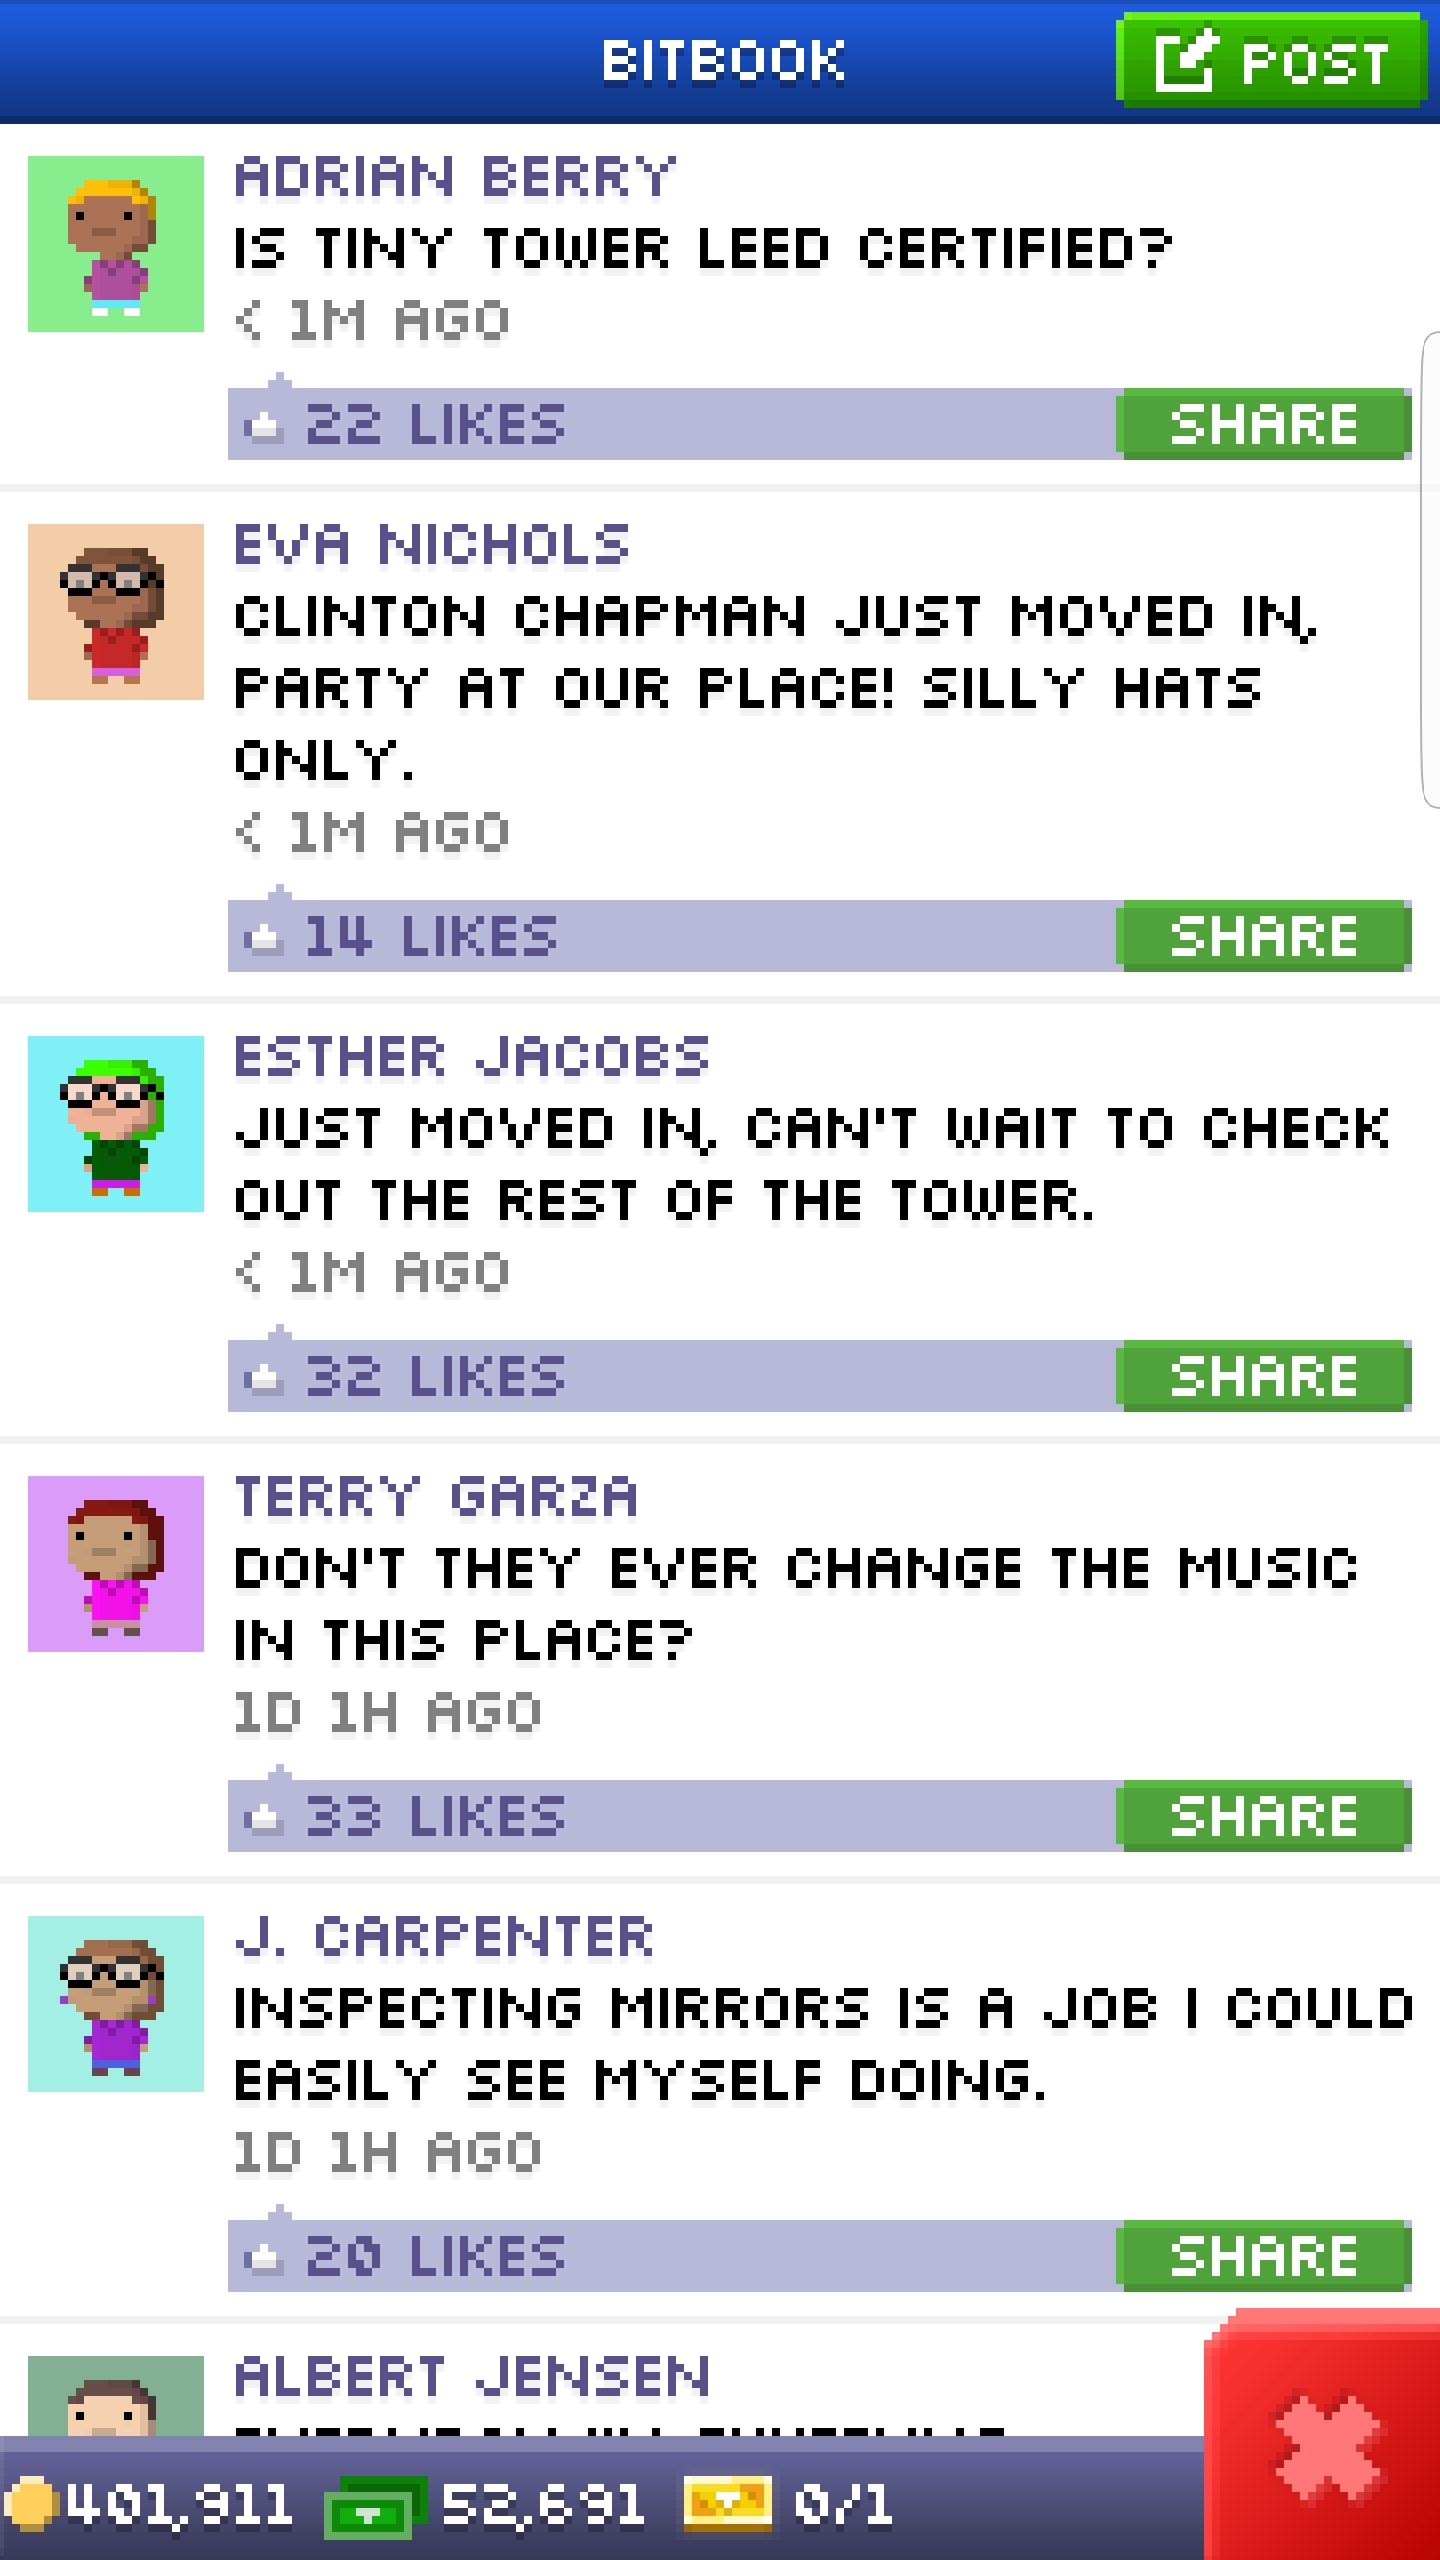 BITBOOK
POST
ADRIAN BERRY
IS TINY TOWER LEED CERTIFIED?
< 1M AGO
22 LIKES
SHARE
EVA NICHOLS
CLINTON CHAPMAN JUST MOVED IN,
PARTY AT OUR PLACE! SILLY HATS
ONLY.
< 1M AGO
14 LIKES
SHARE
ESTHER JACOBS
JUST MOVED IN, CAN'T WAIT TO CHECK
OUT THE REST OF THE TOWER.
< 1M AGO
32 LIKES
SHARE
TERRY GARZA
DON'T THEY EVER CHANGE THE MUSIC
IN THIS PLACE?
1D 1H AGO
33 LIKES
SHARE
J. CARPENTER
INSPECTING MIRRORS IS A JOB I COULD
EASILY SEE MYSELF DOING.
1D 1H AGO
20 LIKES
SHARE
ALBERT JENSEN
401,911
52,691
0/1